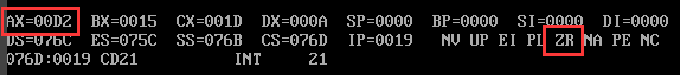 AX=00D2 BX=0015 CX=001D DX=000A SP=0000 BP=0000 SI=0000 DI=0000
DS=076C ES=075C SS=076B CS=076D IP=0019 NV UP EI PL ZR NA PE NC
076D:0019 CD21 INT 21